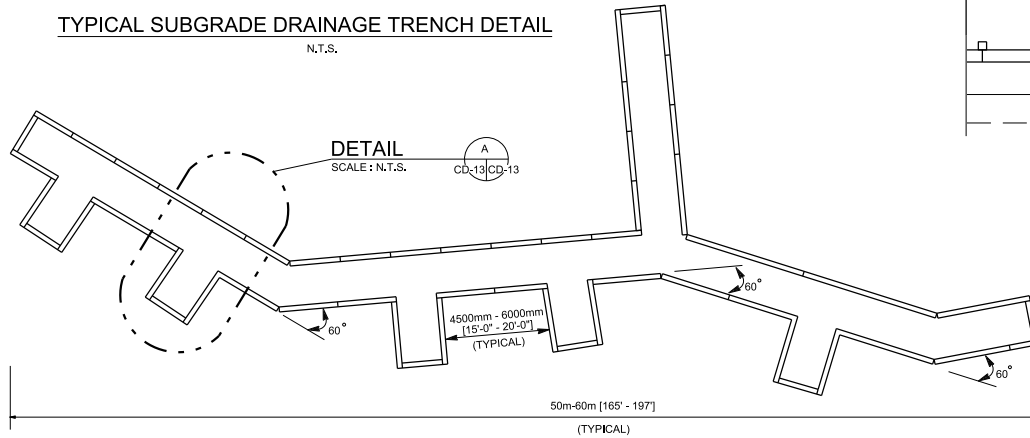 TYPICAL SUBGRADE DRAINAGE TRENCH DETAIL
N.T.S.
DETAIL
SCALE : N.T.S.
A
CD-13 CD-13
60°
60°
4500mm - 6000mm
[15'-0" - 20'-0"]
(TYPICAL)
60°
50m-60m [165' - 197']
(TYPICAL)